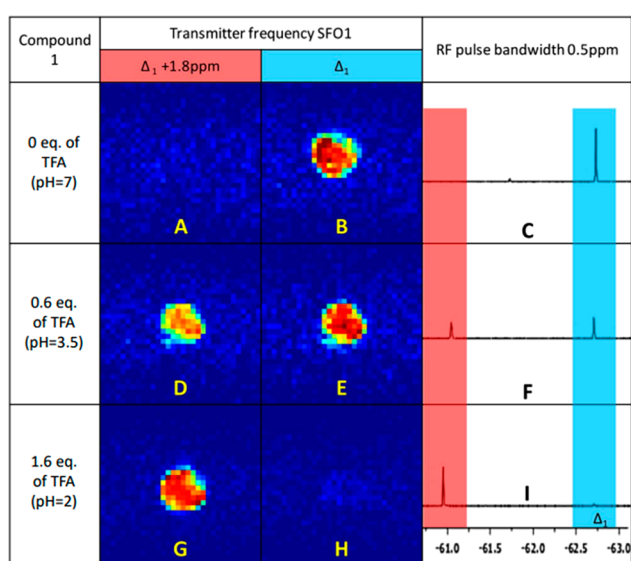 Compound
1
Transmitter frequency SFO1
Δ1 +1.8ppm
Δ1
RF pulse bandwidth 0.5ppm
0 eq. of
TFA
(pH=7)
A
B
C
0.6 eq.
of TFA
(pH=3.5)
D
E
F
1.6 eq.
of TFA
(pH=2)
G
H
I
Δ1
-61.0 -61.5 -62.0 -62.5 -63.0